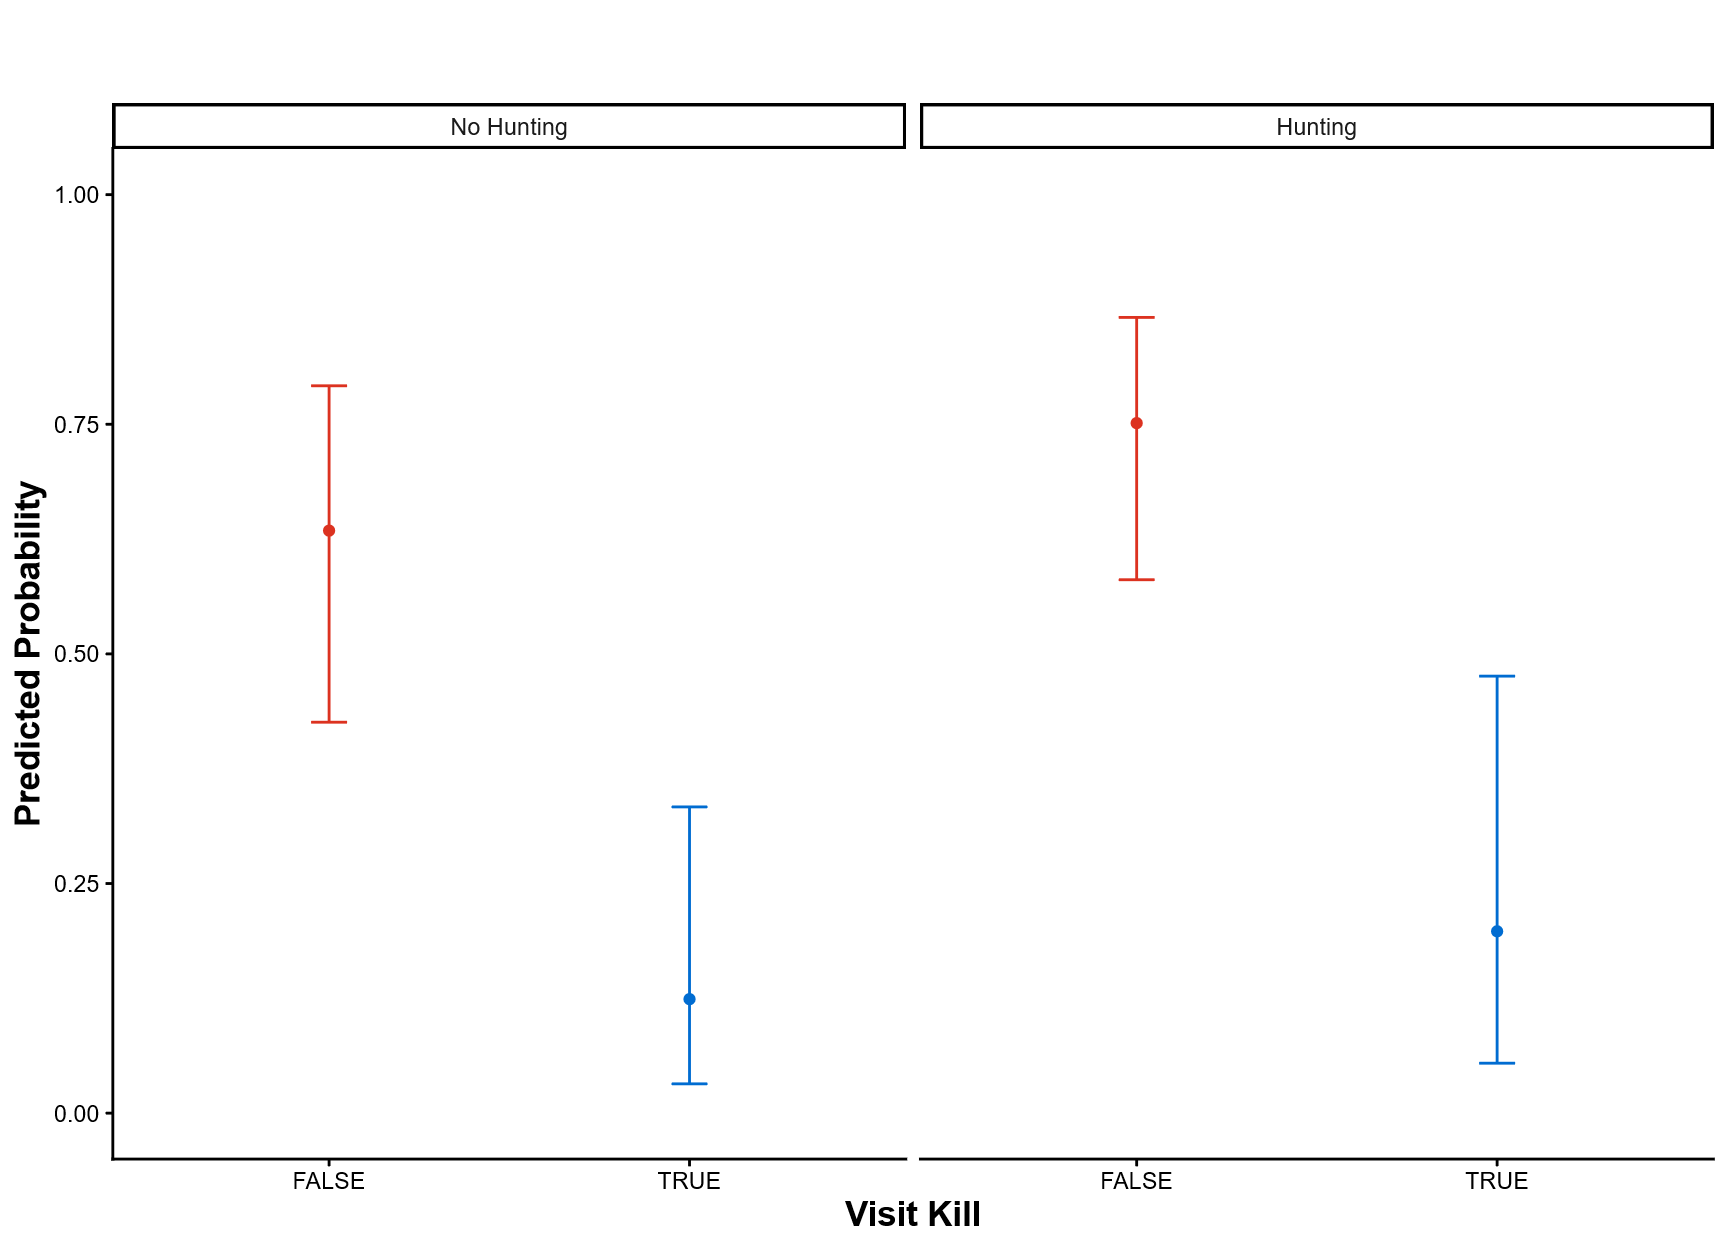 No Hunting
Hunting
1.00
0.75
0.50
0.25
0.00
Predicted Probability
FALSE
TRUE
FALSE
TRUE
Visit Kill